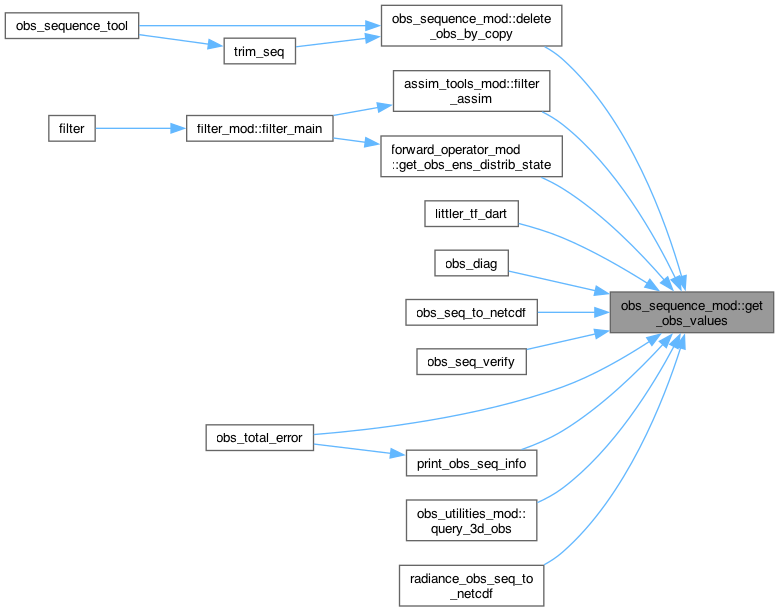 obs_sequence_tool
trim_seq
obs_sequence_mod::delete
_obs_by_copy
assim_tools_mod::filter
_assim
filter
filter_mod::filter_main
forward_operator_mod
::get_obs_ens_distrib_state
littler_tf_dart
obs_diag
obs_sequence_mod::get
_obs_values
obs_seq_to_netcdf
obs_seq_verify
obs_total_error
print_obs_seq_info
obs_utilities_mod::
query_3d_obs
radiance_obs_seq_to
_netcdf